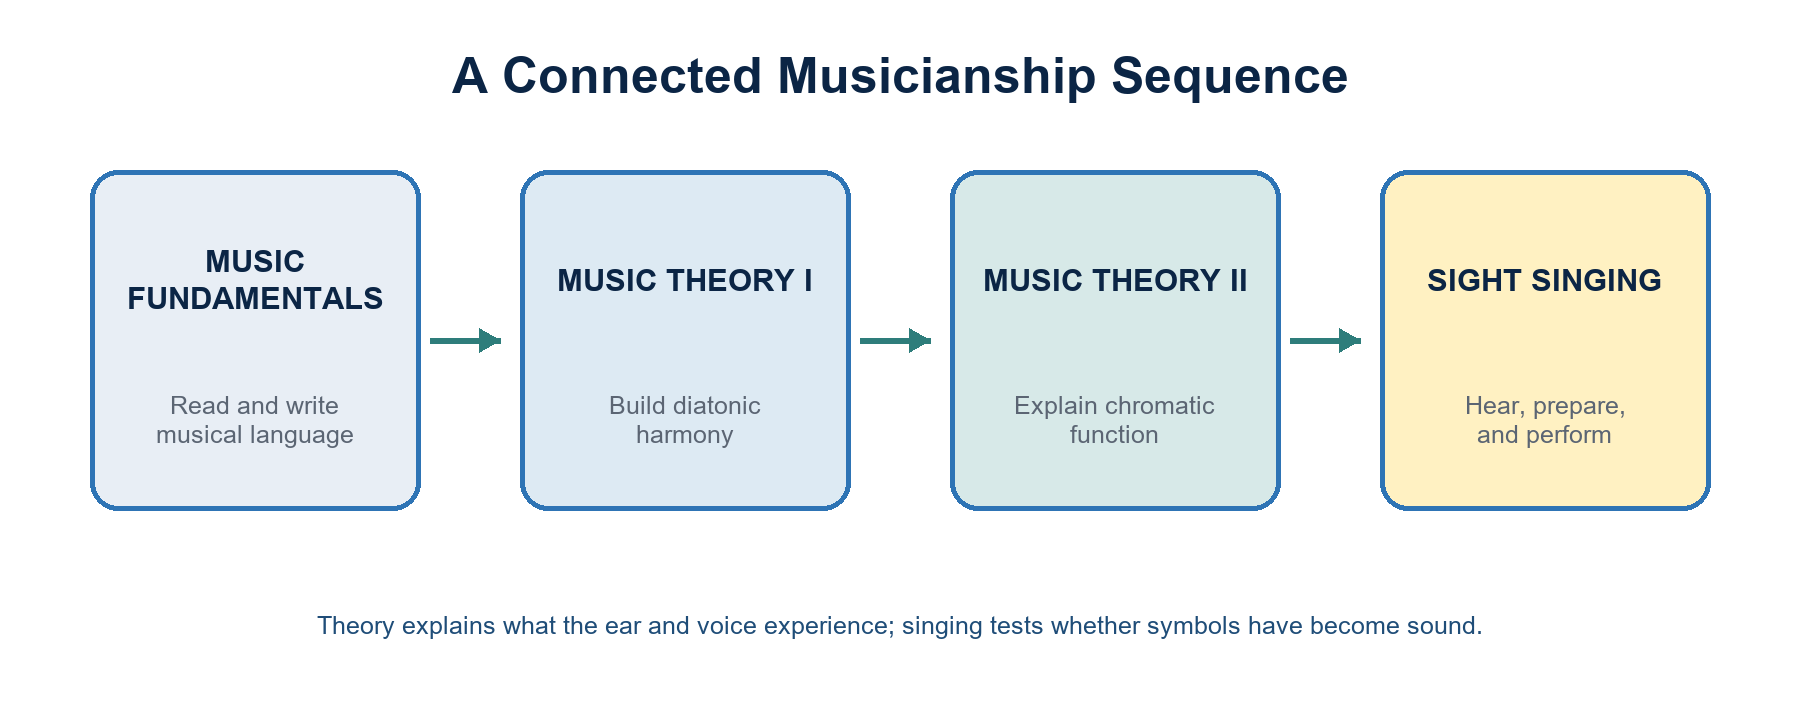 A Connected Musicianship Sequence
MUSIC
FUNDAMENTALS
Read and write
musical language
MUSIC THEORY I
Build diatonic
harmony
MUSIC THEORY II
Explain chromatic
function
SIGHT SINGING
Hear, prepare,
and perform
Theory explains what the ear and voice experience; singing tests whether symbols have become sound.